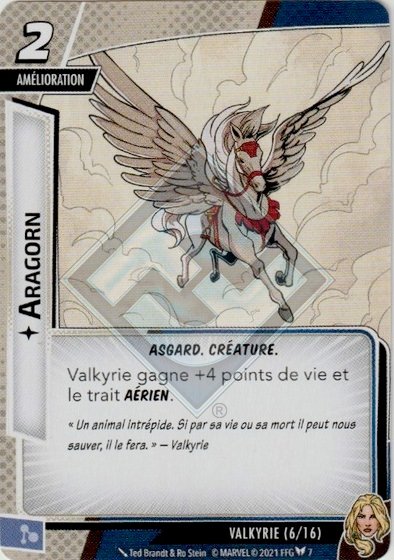 2
AMÉLIORATION
ARAGORN
ASGARD. CRÉATURE.
Valkyrie gagne +4 points de vie et
le trait AÉRIEN.
« Un animal intrépide. Si par sa vie ou sa mort il peut nous
sauver, il le fera. » – Valkyrie
®
VALKYRIE (6/16)
Ted Brandt & Ro Stein © MARVEL © 2021 FFG 7